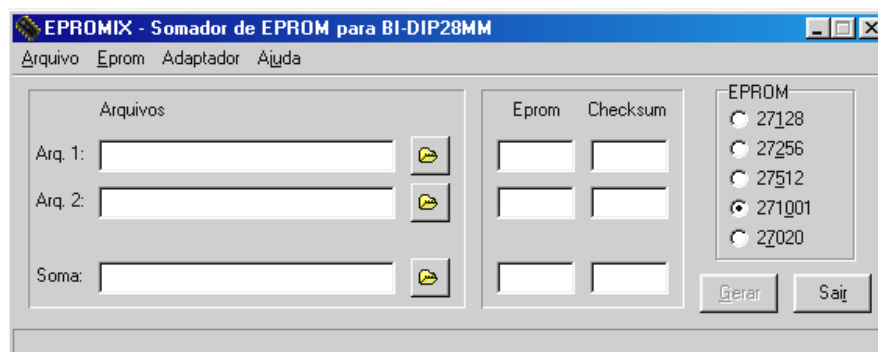 EPROMIX - Somador de EPROM para BI-DIP28MM
Arquivo Eprom Adaptador Ajuda
Arquivos Eprom Checksum
EPROM
27128
27256
27512
271001
27020
Arq. 1:
Arq. 2:
Soma:
Gerar Sair